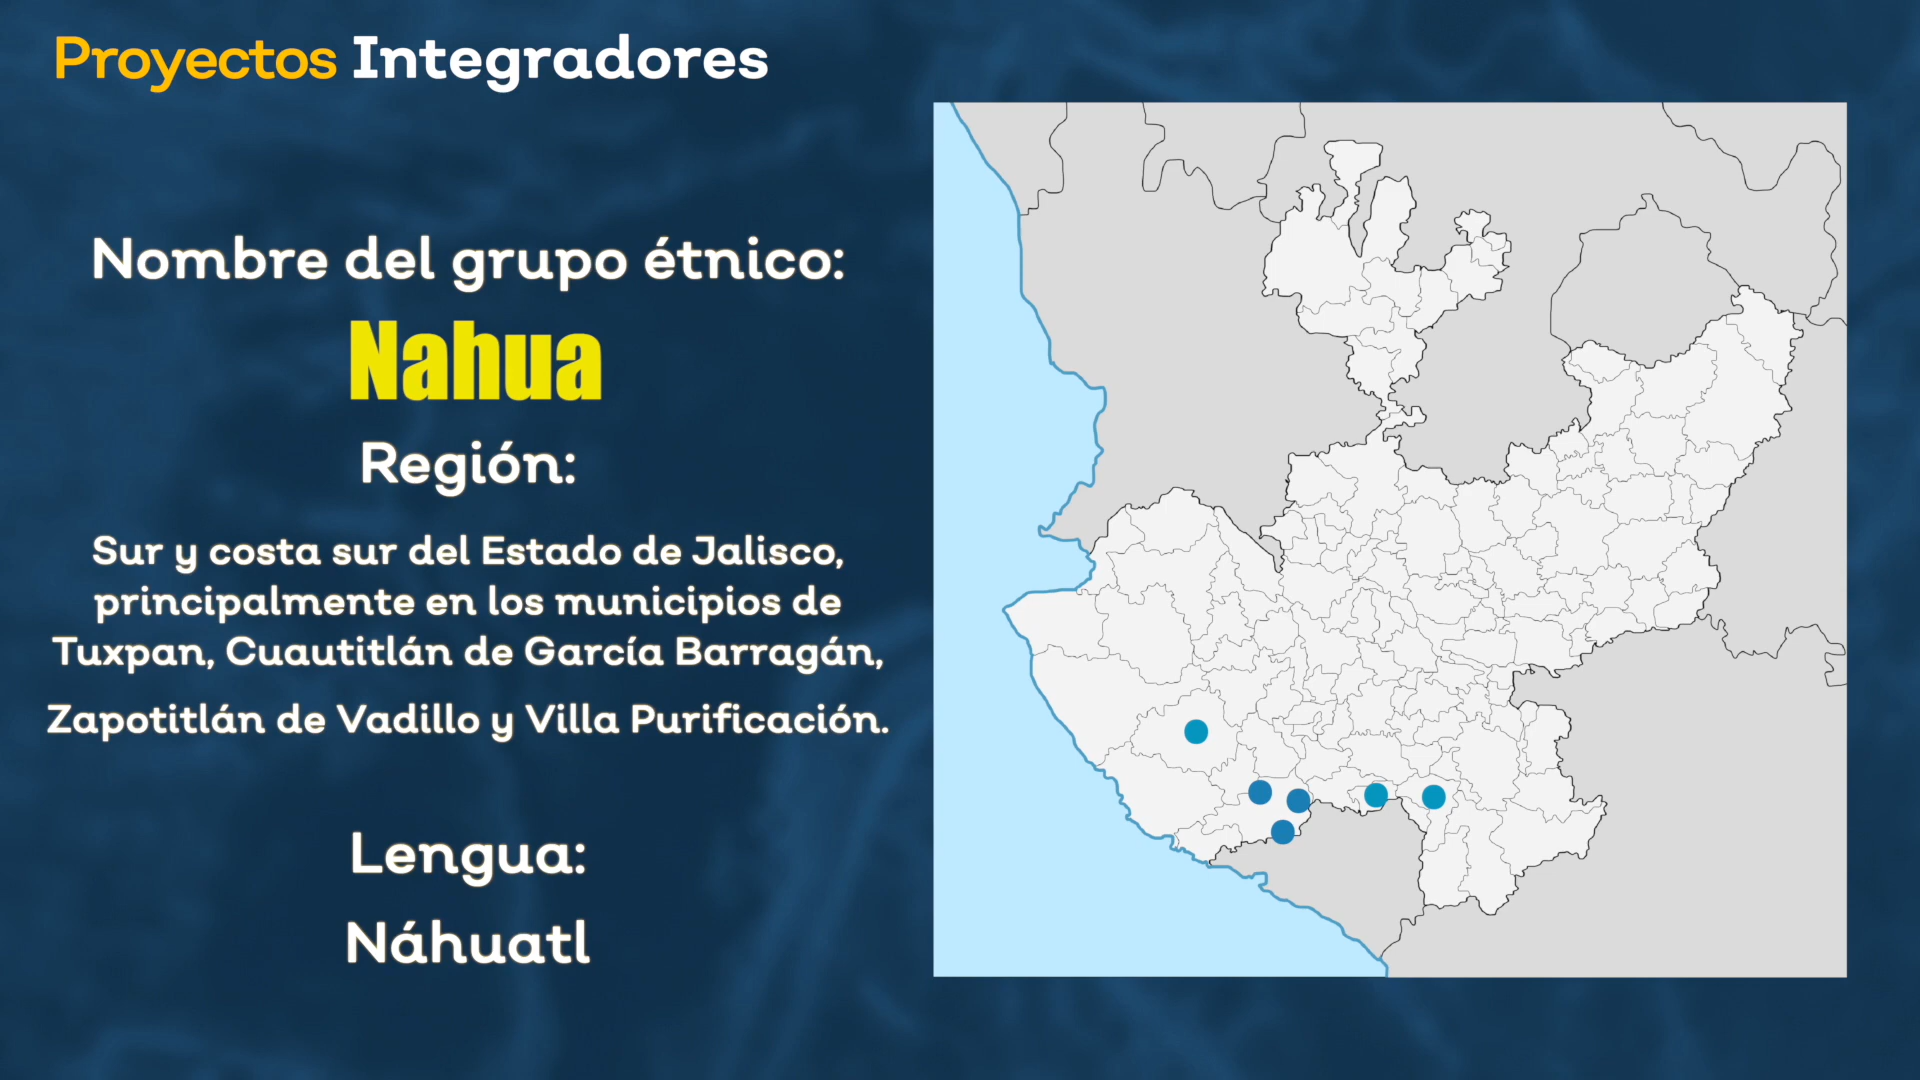 Proyectos Integradores
Nombre del grupo étnico:
Nahua
Región:
Sur y costa sur del Estado de Jalisco,
principalmente en los municipios de
Tuxpan, Cuautitlán de García Barragán,
Zapotitlán de Vadillo y Villa Purificación.
Lengua:
Náhuatl